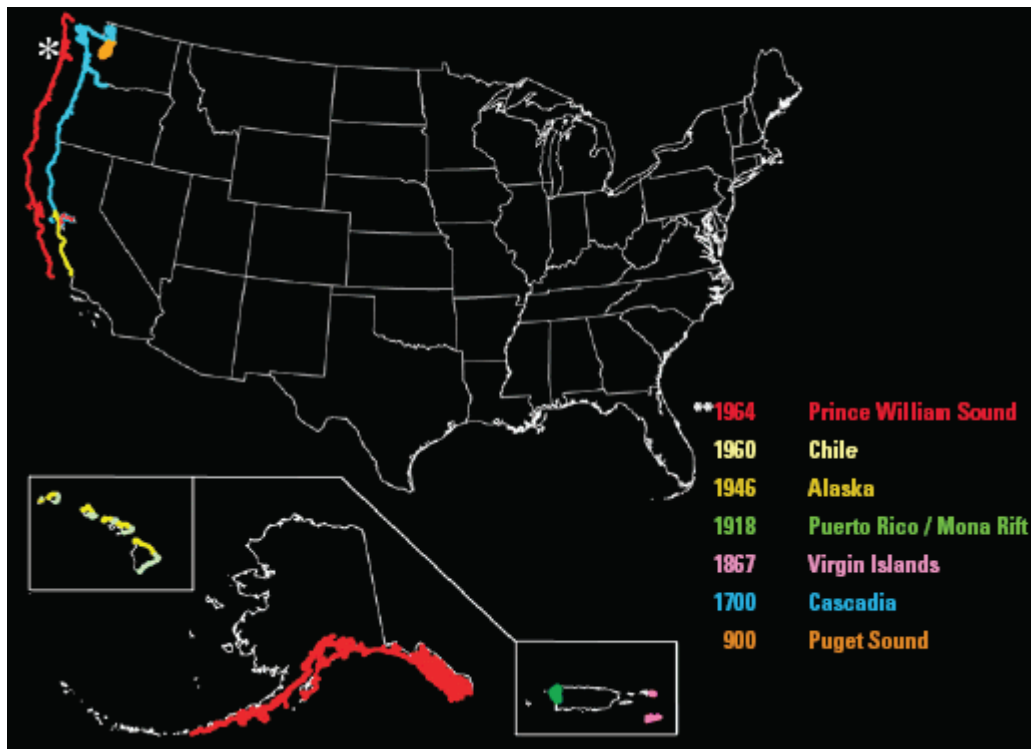 *
**1964 Prince William Sound
1960 Chile
1946 Alaska
1918 Puerto Rico / Mona Rift
1867 Virgin Islands
1700 Cascadia
900 Puget Sound